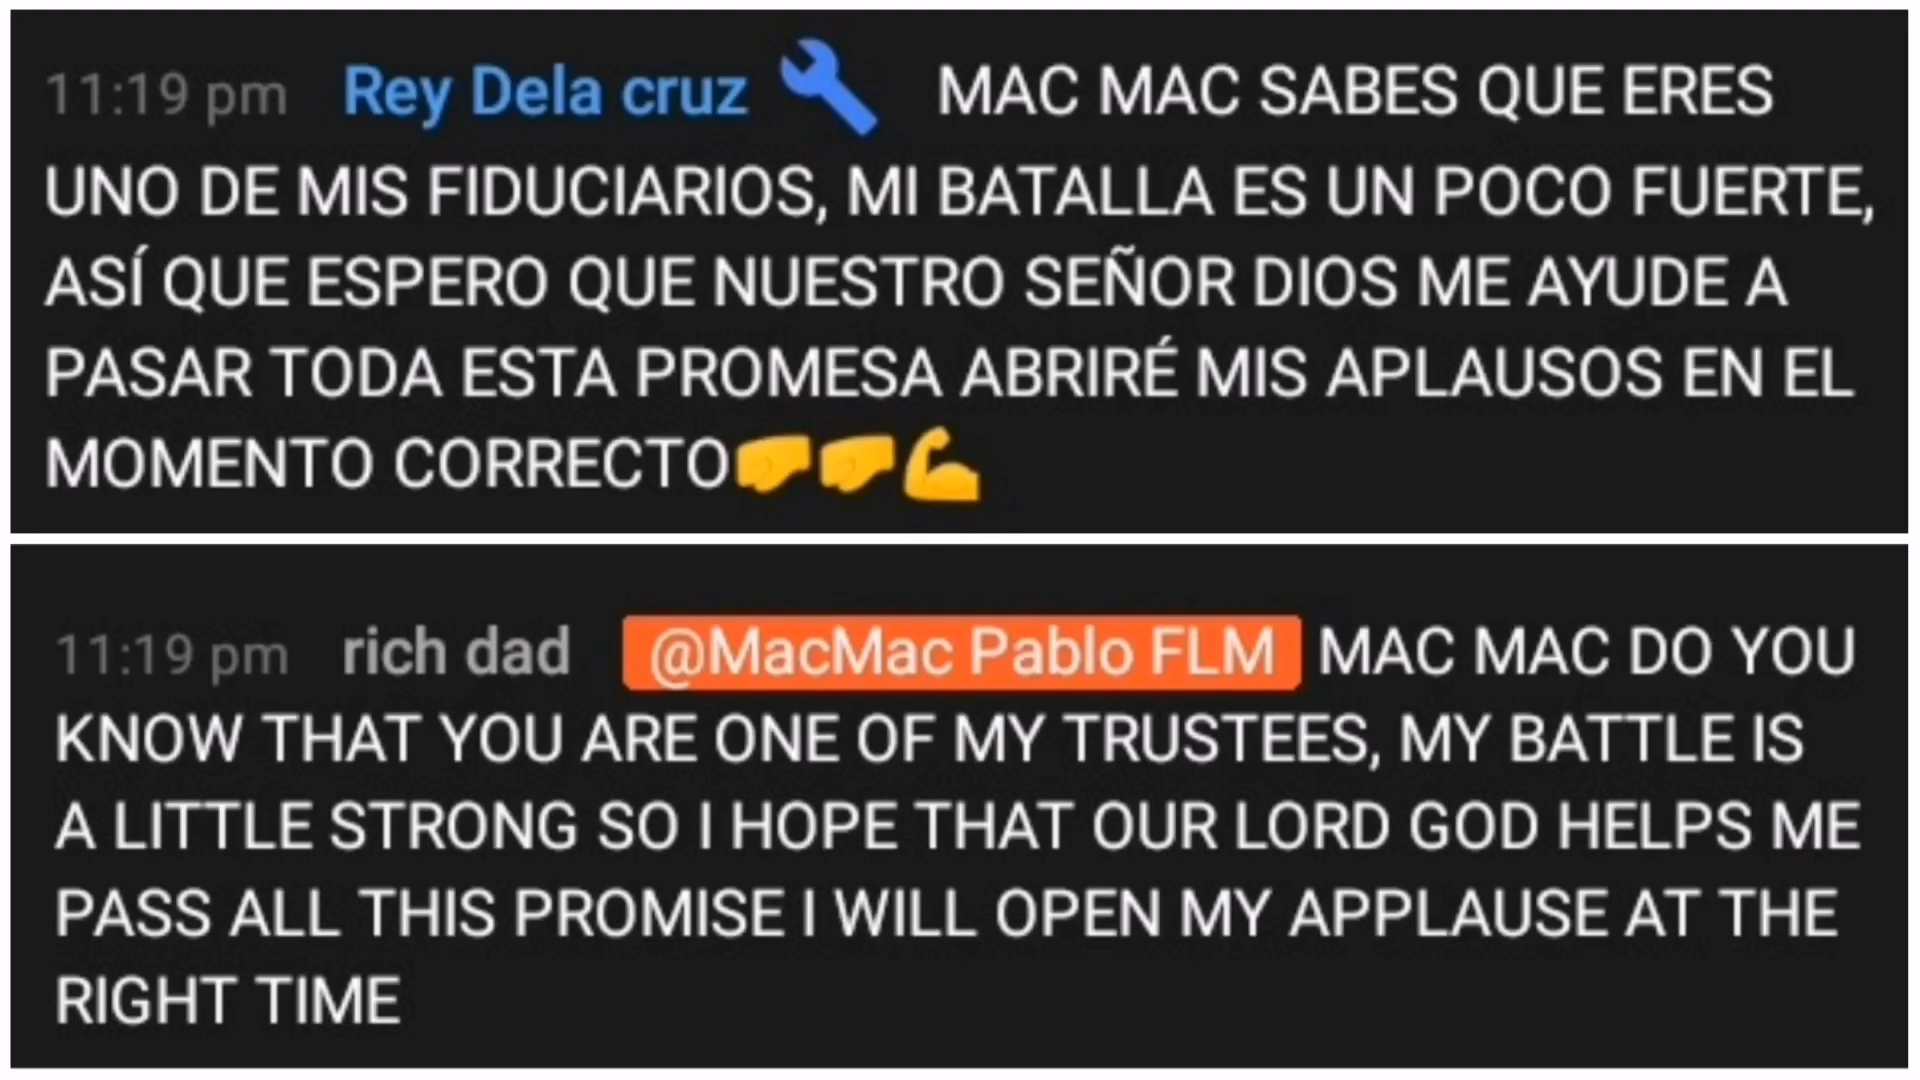 11:19 pm Rey Dela cruz MAC MAC SABES QUE ERES
UNO DE MIS FIDUCIARIOS, MI BATALLA ES UN POCO FUERTE,
ASÍ QUE ESPERO QUE NUESTRO SEÑOR DIOS ME AYUDE A
PASAR TODA ESTA PROMESA ABRIRÉ MIS APLAUSOS EN EL
MOMENTO CORRECTO🤛🤛💪
11:19 pm rich dad @MacMac Pablo FLM MAC MAC DO YOU
KNOW THAT YOU ARE ONE OF MY TRUSTEES, MY BATTLE IS
A LITTLE STRONG SO I HOPE THAT OUR LORD GOD HELPS ME
PASS ALL THIS PROMISE I WILL OPEN MY APPLAUSE AT THE
RIGHT TIME